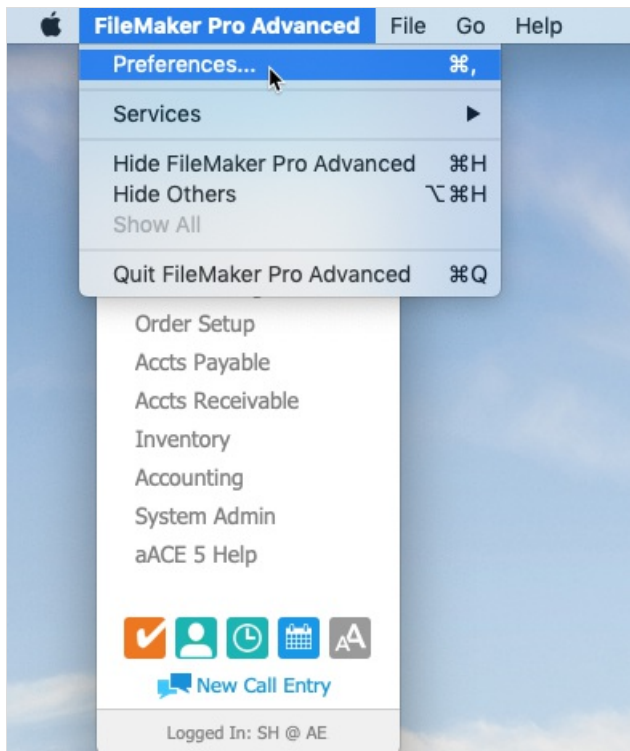 FileMaker Pro Advanced File Go Help
Preferences... ⌘,
Services ▶
Hide FileMaker Pro Advanced ⌘H
Hide Others ⌥⌘H
Show All
Quit FileMaker Pro Advanced ⌘Q
Order Setup
Accts Payable
Accts Receivable
Inventory
Accounting
System Admin
aACE 5 Help
AA
New Call Entry
Logged In: SH @ AE